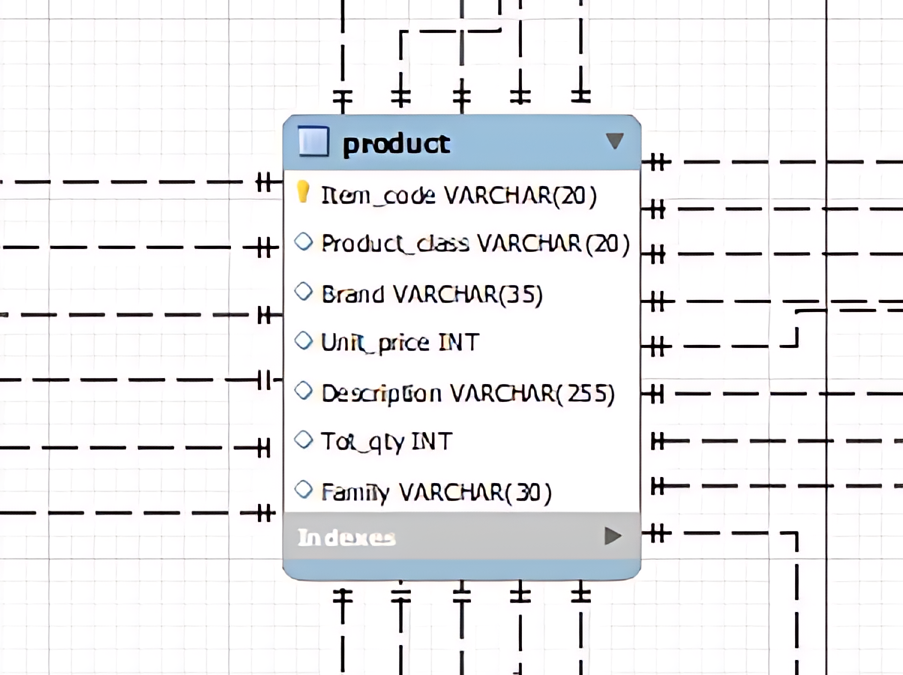 product
Item_code VARCHAR(20)
Product_class VARCHAR(20)
Brand VARCHAR(35)
Unit_price INT
Description VARCHAR(255)
Tot_qty INT
Family VARCHAR(30)
Indexes